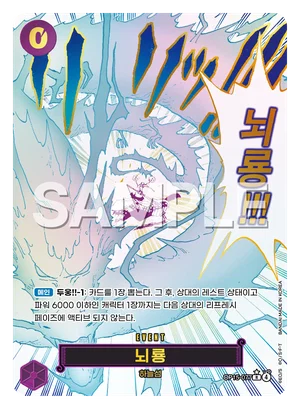 0
뇌룡!!!
SAMPLE
메인 두웅!!-1: 카드를 1장 뽑는다. 그 후, 상대의 레스트 상태이고
파워 6000 이하인 캐릭터 1장까지는 다음 상대의 리프레시
페이즈에 액티브 되지 않는다.
EVENT
뇌룡
하늘섬